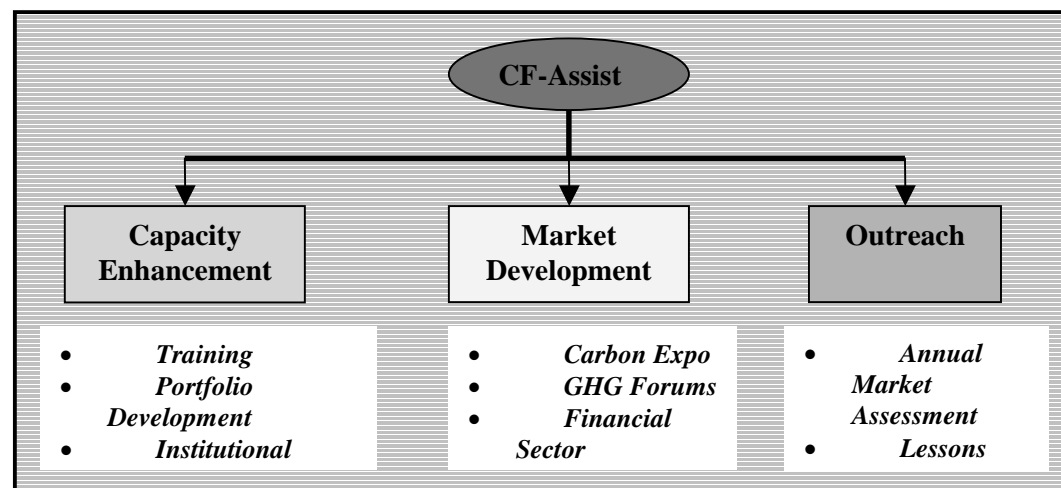 CF-Assist
Capacity
Enhancement
Market
Development
Outreach
• Training
• Portfolio
Development
• Institutional
• Carbon Expo
• GHG Forums
• Financial
Sector
• Annual
Market
Assessment
• Lessons